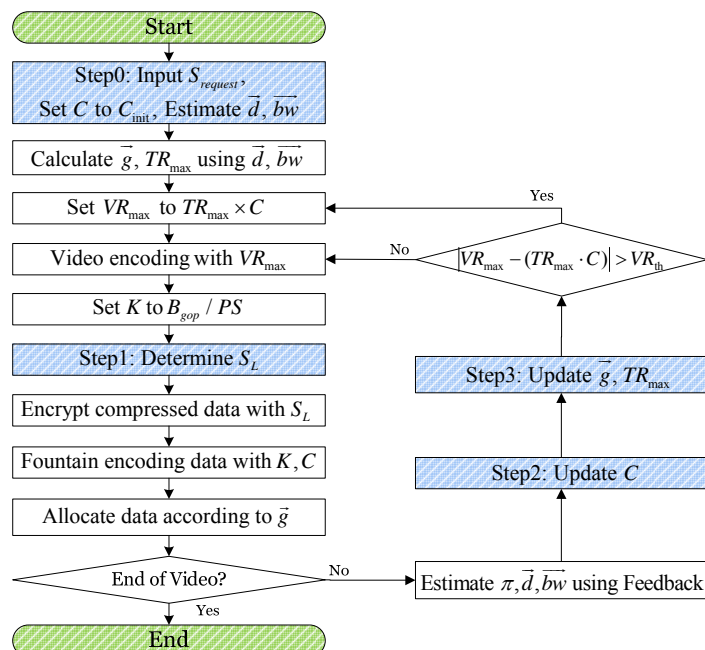 Start
Step0: Input S_request,
Set C to C_init, Estimate d⃗, bw⃗
Calculate g⃗, TR_max using d⃗, bw⃗
Set VR_max to TR_max × C
Video encoding with VR_max
Set K to B_gop / PS
Step1: Determine S_L
Encrypt compressed data with S_L
Fountain encoding data with K, C
Allocate data according to g⃗
End of Video?
Yes
End
No
Estimate π, d⃗, bw⃗ using Feedback
Step2: Update C
Step3: Update g⃗, TR_max
|VR_max − (TR_max · C)| > VR_th
No
Yes